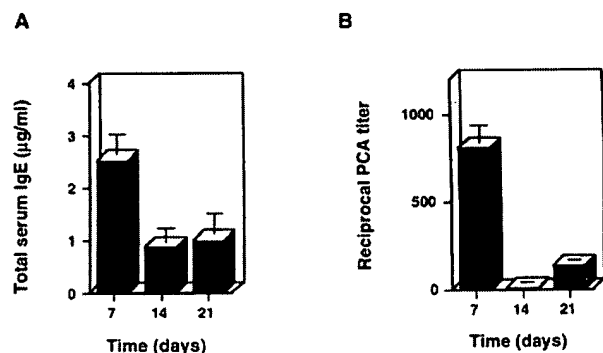 A
Total serum IgE (µg/ml)
4
3
2
1
0
7 14 21
Time (days)
B
Reciprocal PCA titer
1000
500
0
7 14 21
Time (days)